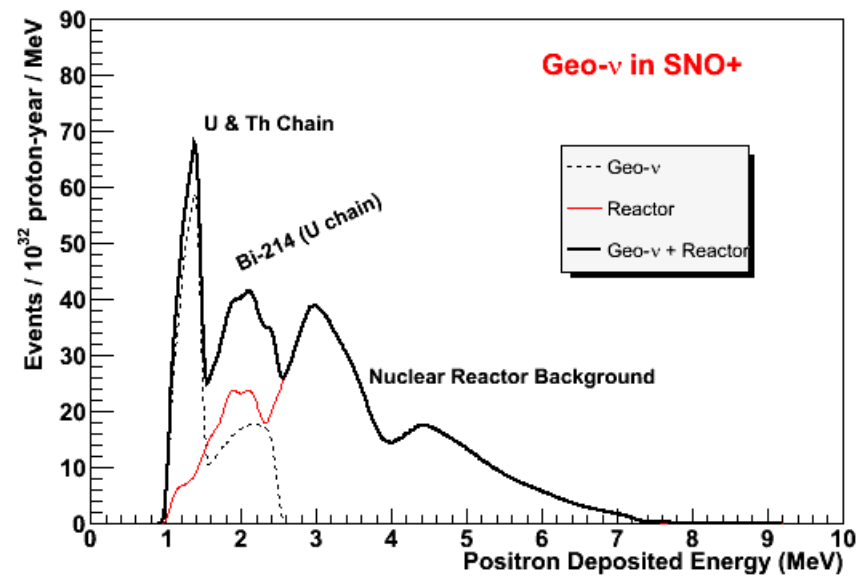 Geo-ν in SNO+
U & Th Chain
Bi-214 (U chain)
Nuclear Reactor Background
Geo-ν
Reactor
Geo-ν + Reactor
Events / 10³² proton-year / MeV
90
80
70
60
50
40
30
20
10
0
0 1 2 3 4 5 6 7 8 9 10
Positron Deposited Energy (MeV)